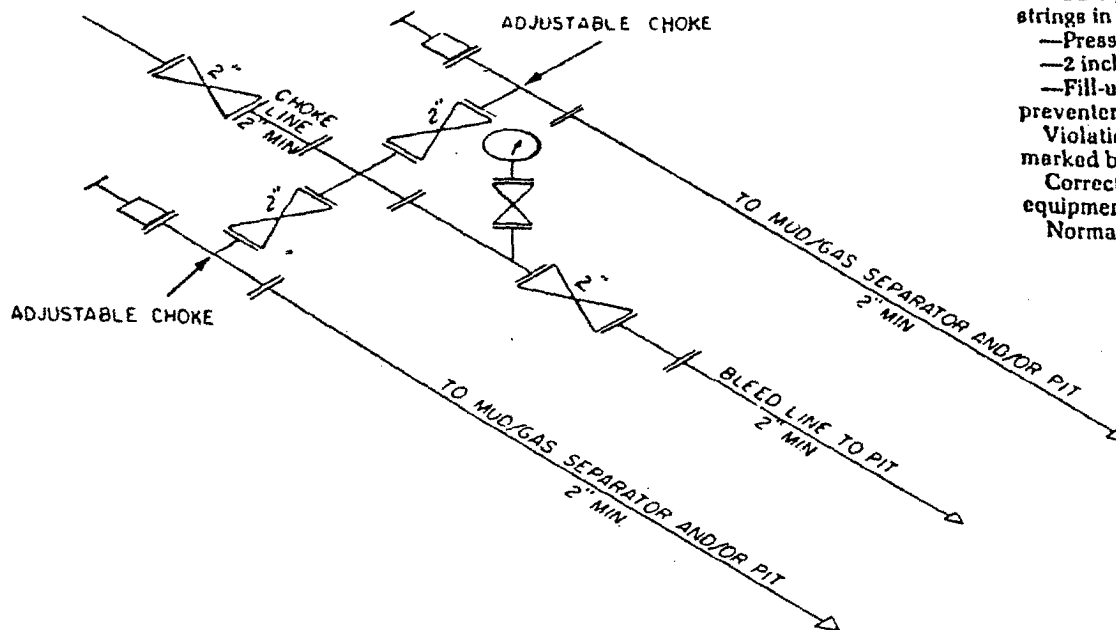 ADJUSTABLE CHOKE
2"
CHOKE
LINE
2" MIN
2"
2"
2"
ADJUSTABLE CHOKE
TO MUD/GAS SEPARATOR AND/OR PIT
2" MIN
BLEED LINE TO PIT
2" MIN
TO MUD/GAS SEPARATOR AND/OR PIT
2" MIN.
strings in
—Press
—2 incl
—Fill-u
preventer
Violatio
marked b
Correct
equipmen
Norma